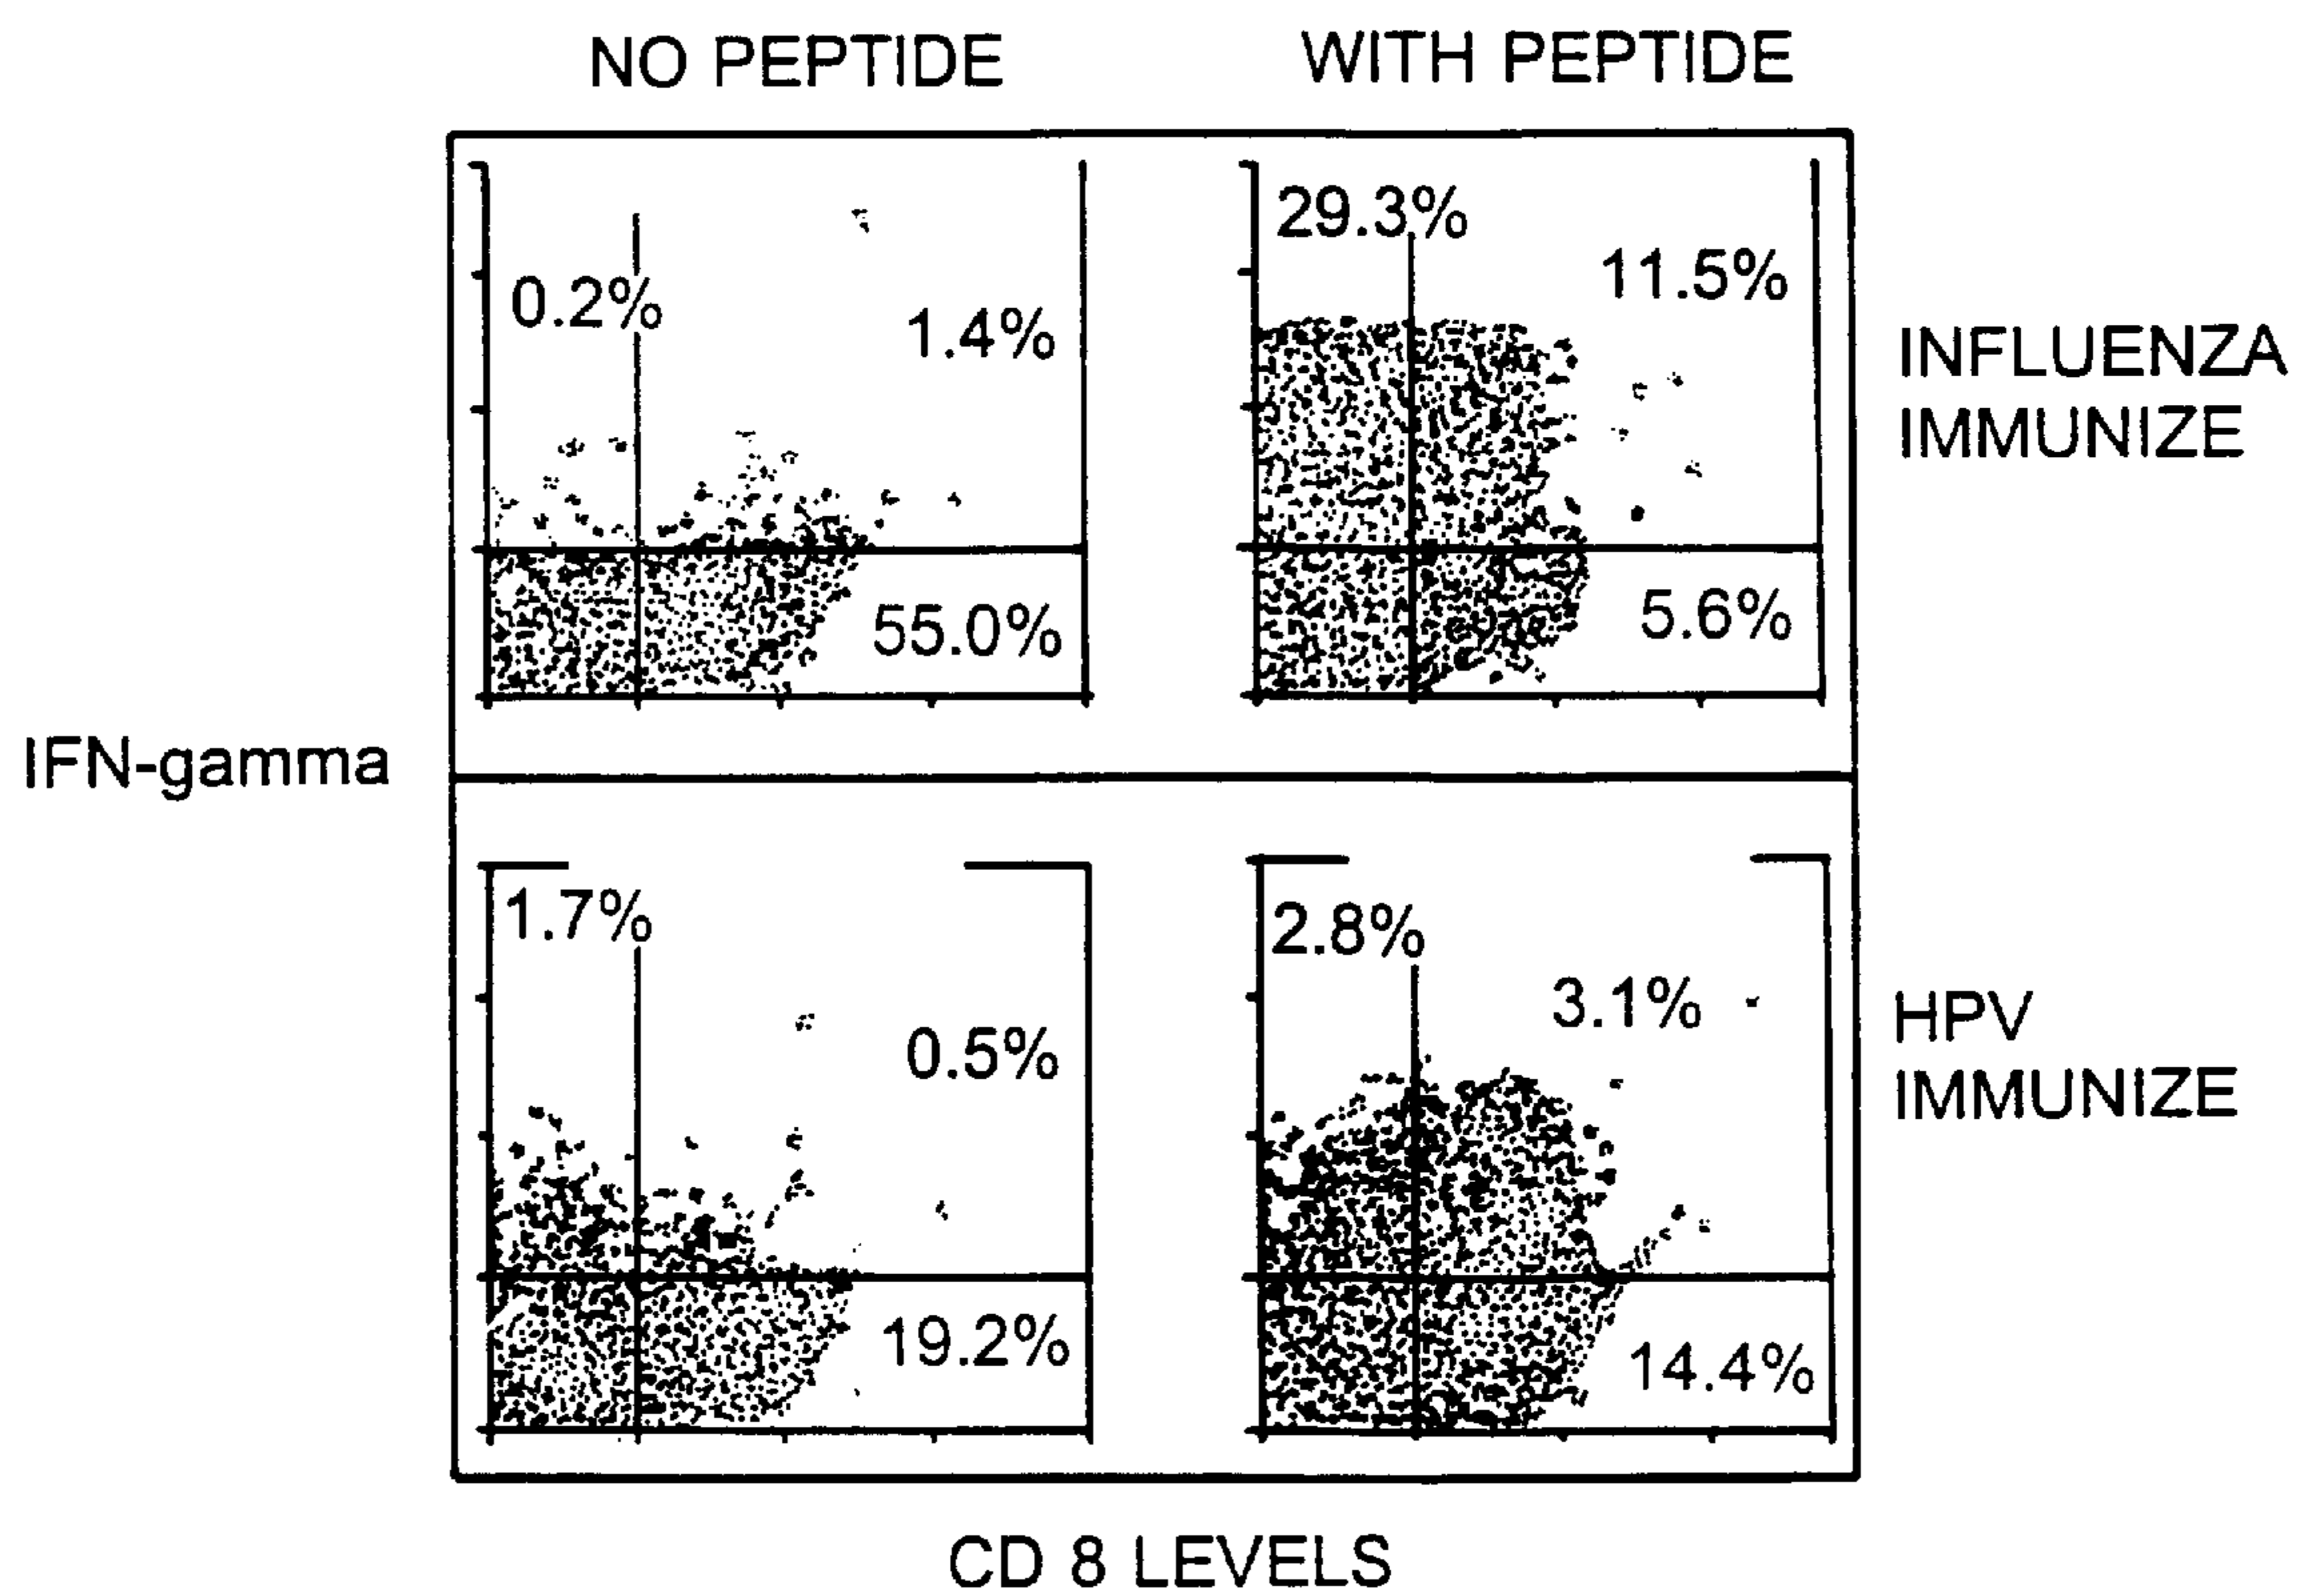 NO PEPTIDE
WITH PEPTIDE
0.2%
1.4%
55.0%
29.3%
11.5%
5.6%
INFLUENZA
IMMUNIZE
IFN-gamma
1.7%
0.5%
19.2%
2.8%
3.1%
14.4%
HPV
IMMUNIZE
CD 8 LEVELS